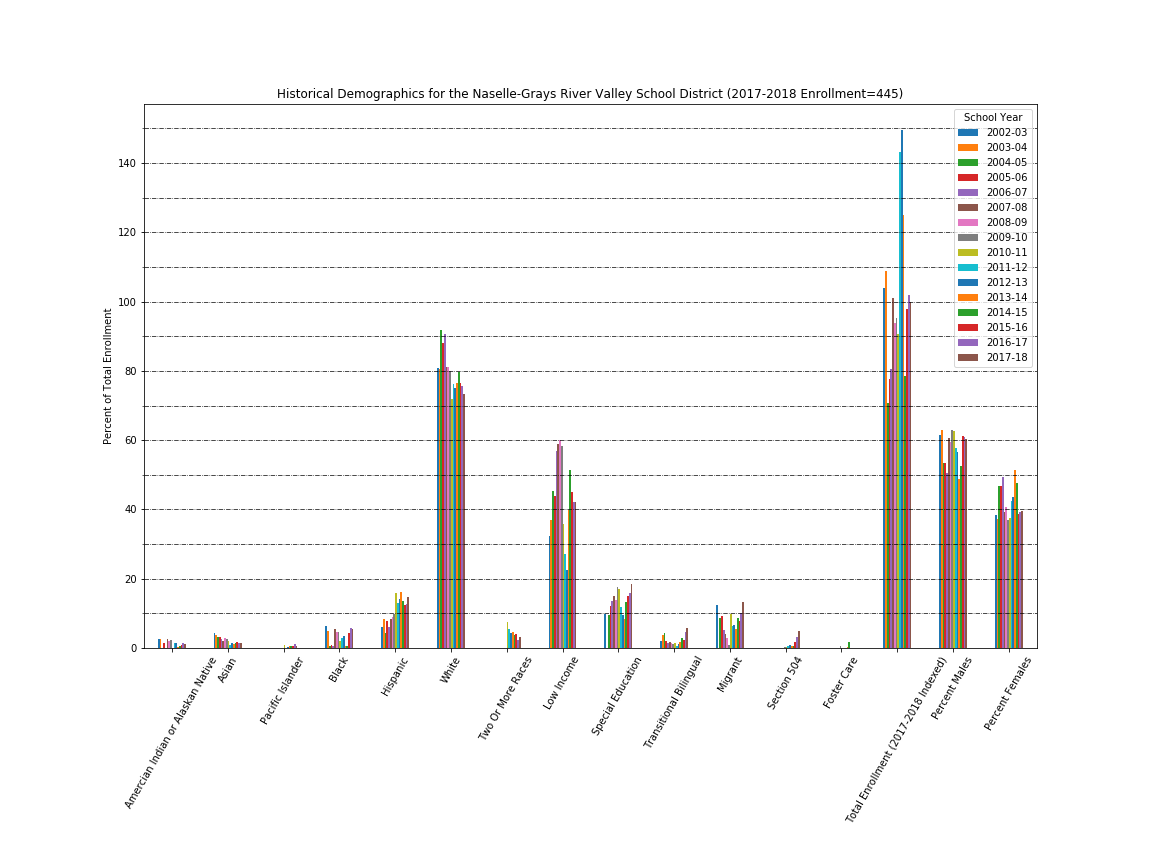 Historical Demographics for the Naselle-Grays River Valley School District (2017-2018 Enrollment=445)
School Year
2002-03
2003-04
2004-05
2005-06
2006-07
2007-08
2008-09
2009-10
2010-11
2011-12
2012-13
2013-14
2014-15
2015-16
2016-17
2017-18
Percent of Total Enrollment
140
120
100
80
60
40
20
0
Amercian Indian or Alaskan Native
Asian
Pacific Islander
Black
Hispanic
White
Two Or More Races
Low Income
Special Education
Transitional Bilingual
Migrant
Section 504
Foster Care
Total Enrollment (2017-2018 Indexed)
Percent Males
Percent Females